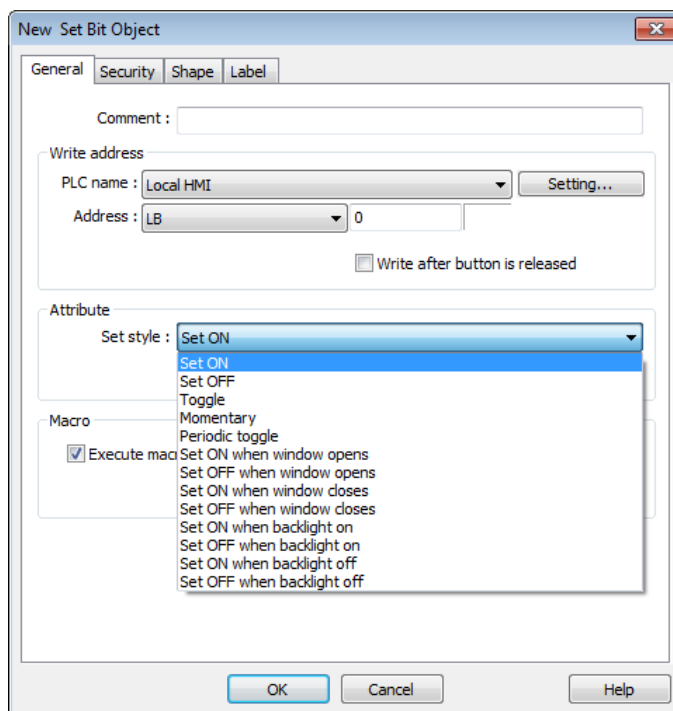 New Set Bit Object
General Security Shape Label
Comment :
Write address
PLC name : Local HMI Setting...
Address : LB 0
Write after button is released
Attribute
Set style : Set ON
Set ON
Set OFF
Toggle
Momentary
Periodic toggle
Set ON when window opens
Set OFF when window opens
Set ON when window closes
Set OFF when window closes
Set ON when backlight on
Set OFF when backlight on
Set ON when backlight off
Set OFF when backlight off
Macro
Execute mac
OK Cancel Help